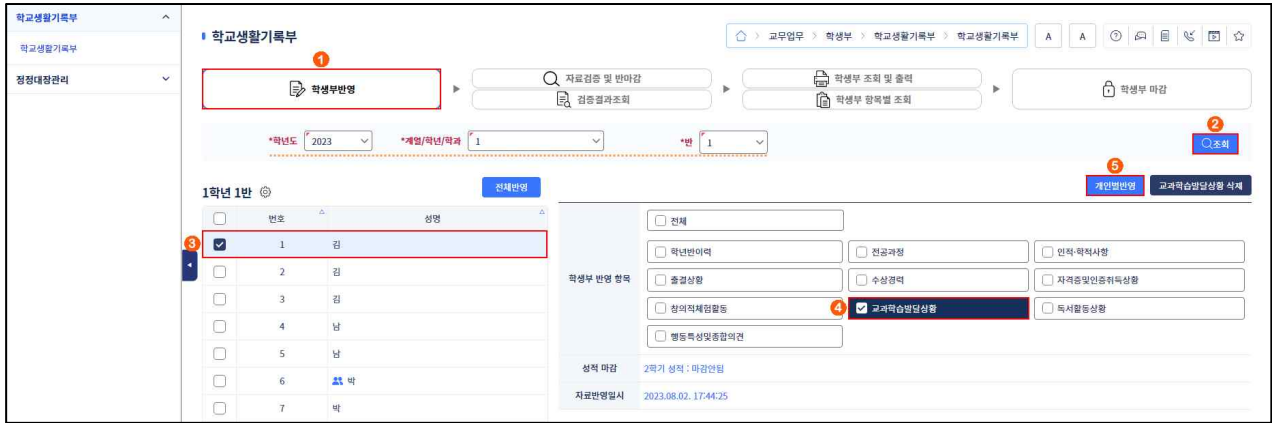 학교생활기록부
학교생활기록부
정정대장관리
학교생활기록부
교무업무 > 학생부 > 학교생활기록부 > 학교생활기록부
A A
1
학생부반영
자료검증 및 반마감
검증결과조회
학생부 조회 및 출력
학생부 항목별 조회
학생부 마감
*학년도 2023 *계열/학년/학과 1 *반 1
2
조회
1학년 1반
전체반영
5
개인별반영 교과학습발달상황 삭제
번호 성명
3
1 김
2 김
3 김
4 남
5 남
6 박
7 박
학생부 반영 항목
전체
학년반이력 전공과정 인적·학적사항
출결상황 수상경력 자격증및인증취득상황
창의적체험활동 4 교과학습발달상황 독서활동상황
행동특성및종합의견
성적 마감 2학기 성적 : 마감안됨
자료반영일시 2023.08.02. 17:44:25